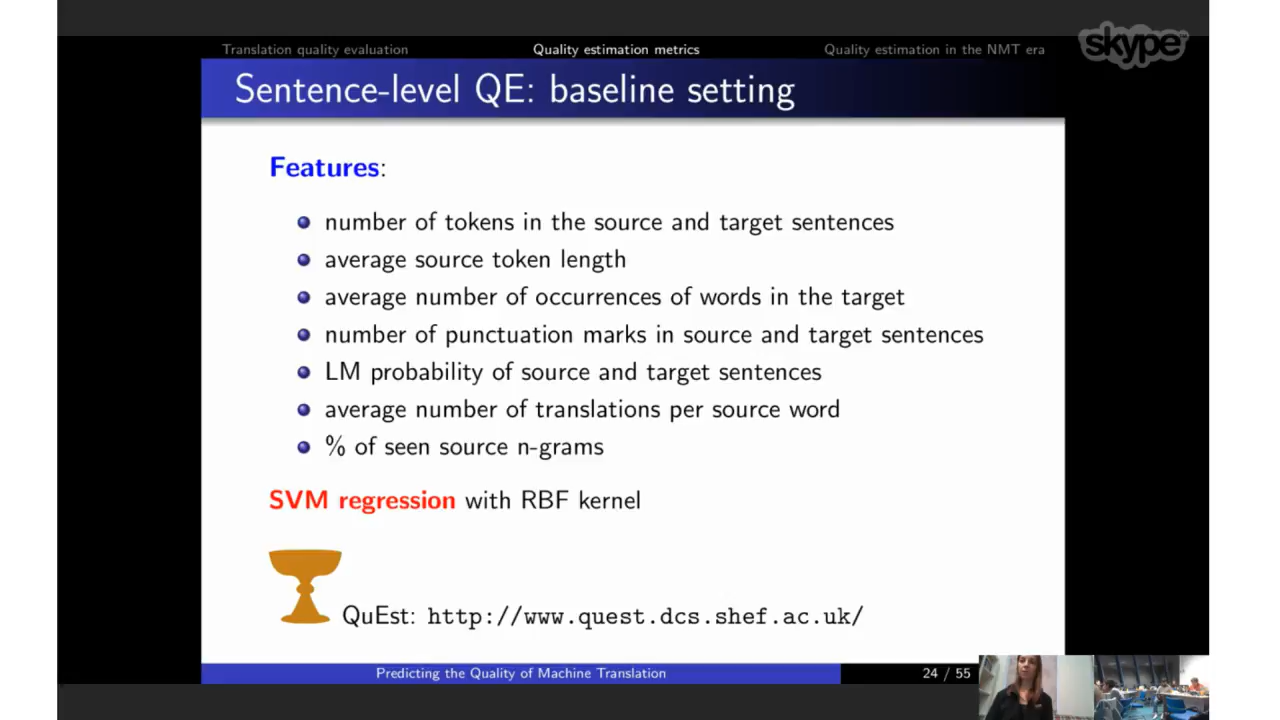 Translation quality evaluation Quality estimation metrics Quality estimation in the NMT era
skype
Sentence-level QE: baseline setting
Features:
number of tokens in the source and target sentences
average source token length
average number of occurrences of words in the target
number of punctuation marks in source and target sentences
LM probability of source and target sentences
average number of translations per source word
% of seen source n-grams
SVM regression with RBF kernel
QuEst: http://www.quest.dcs.shef.ac.uk/
Predicting the Quality of Machine Translation 24 / 55